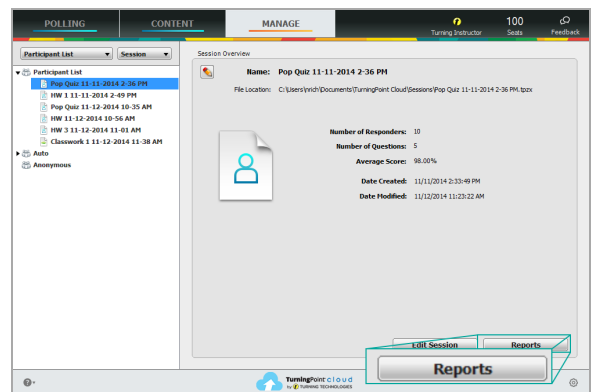 POLLING CONTENT MANAGE
100
Turning Instructor Seats Feedback
Participant List Session
Participant List
Pop Quiz 11-11-2014 2-36 PM
HW 1 11-11-2014 2-49 PM
Pop Quiz 11-12-2014 10-35 AM
HW 11-12-2014 10-56 AM
HW 3 11-12-2014 11-01 AM
Classwork 1 11-12-2014 11-38 AM
Auto
Anonymous
Session Overview
Name: Pop Quiz 11-11-2014 2-36 PM
File Location: C:\Users\nrich\Documents\TurningPoint Cloud\Sessions\Pop Quiz 11-11-2014 2-36 PM.tpzx
Number of Responders: 10
Number of Questions: 5
Average Score: 98.00%
Date Created: 11/11/2014 2:33:49 PM
Date Modified: 11/12/2014 11:23:22 AM
Edit Session Reports
Reports
TurningPoint cloud
by TURNING TECHNOLOGIES